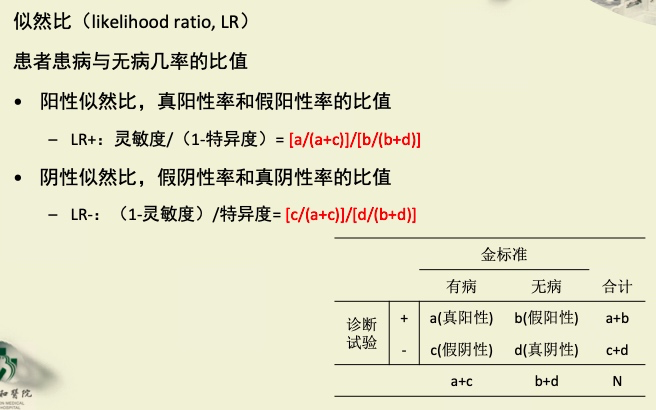 似然比（likelihood ratio, LR）
患者患病与无病几率的比值
• 阳性似然比，真阳性率和假阳性率的比值
– LR+：灵敏度/（1-特异度）= [a/(a+c)]/[b/(b+d)]
• 阴性似然比，假阴性率和真阴性率的比值
– LR-：（1-灵敏度）/特异度= [c/(a+c)]/[d/(b+d)]
金标准
有病 无病 合计
诊断试验 + a(真阳性) b(假阳性) a+b
- c(假阴性) d(真阴性) c+d
a+c b+d N
和醫院
HOSPITAL